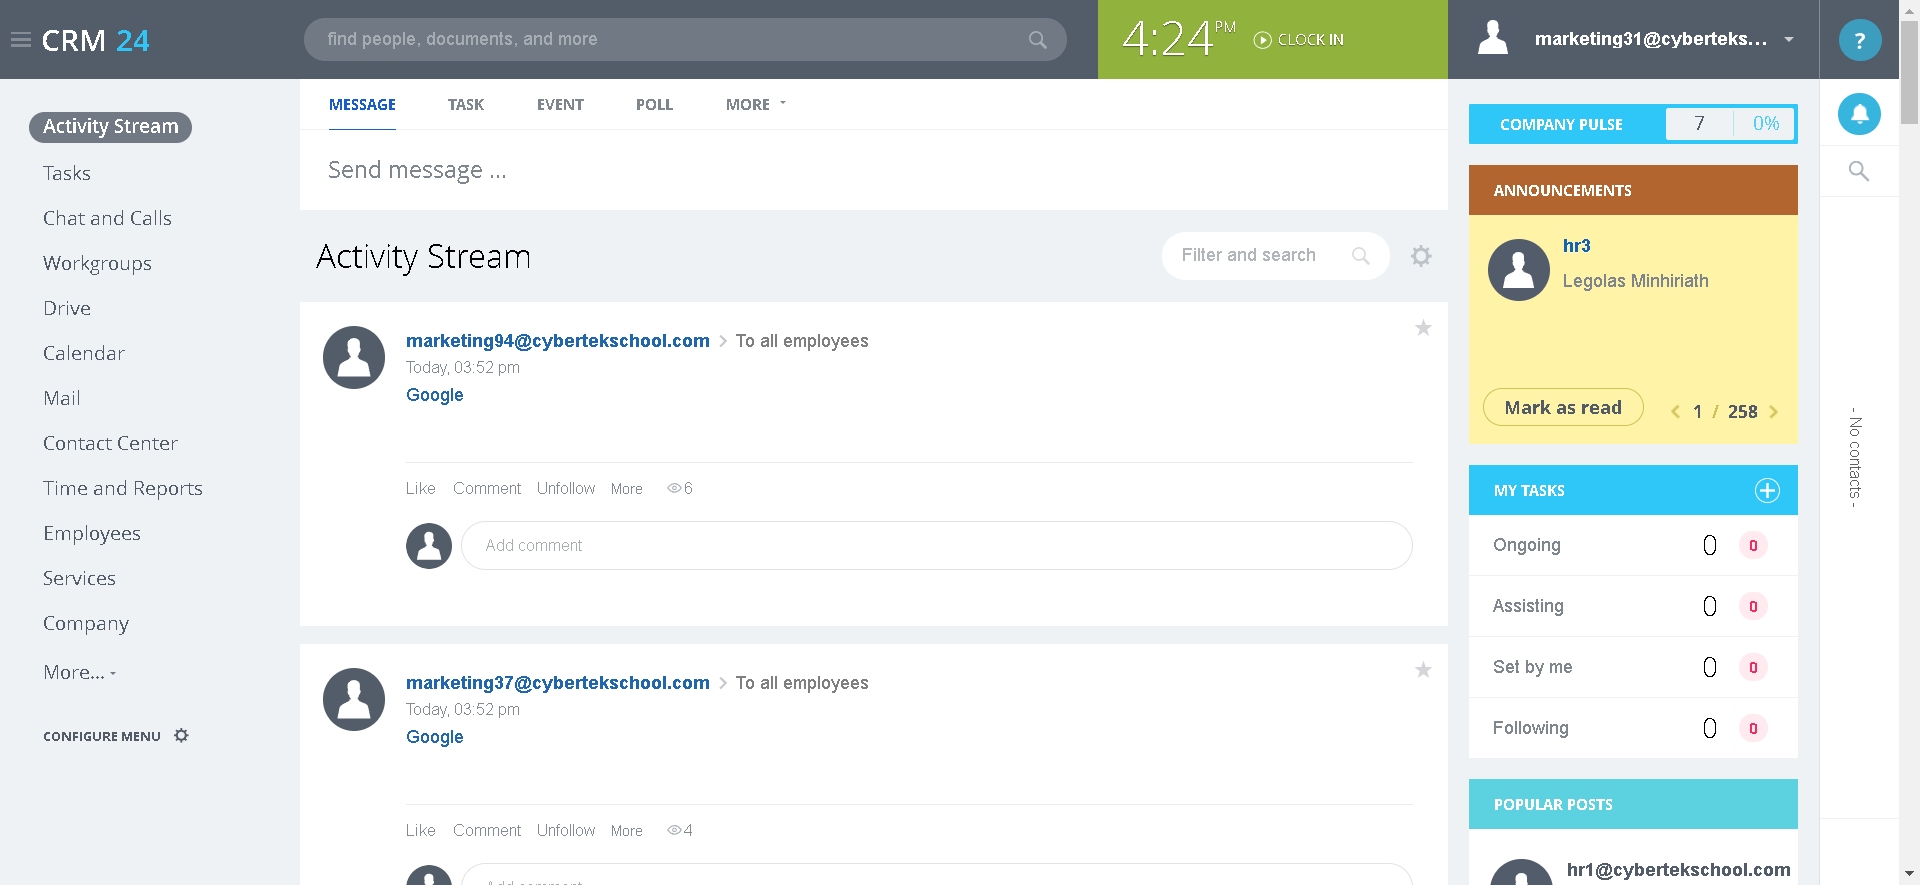 CRM 24
find people, documents, and more
4:24 PM
CLOCK IN
marketing31@cyberteks...
?
Activity Stream
Tasks
Chat and Calls
Workgroups
Drive
Calendar
Mail
Contact Center
Time and Reports
Employees
Services
Company
More...
CONFIGURE MENU
MESSAGE TASK EVENT POLL MORE
Send message ...
Activity Stream
Filter and search
marketing94@cybertekschool.com > To all employees
Today, 03:52 pm
Google
Like Comment Unfollow More 6
Add comment
marketing37@cybertekschool.com > To all employees
Today, 03:52 pm
Google
Like Comment Unfollow More 4
Add comment
COMPANY PULSE 7 0%
ANNOUNCEMENTS
hr3
Legolas Minhiriath
Mark as read < 1 / 258 >
MY TASKS
Ongoing 0 0
Assisting 0 0
Set by me 0 0
Following 0 0
POPULAR POSTS
hr1@cybertekschool.com
- No contacts -